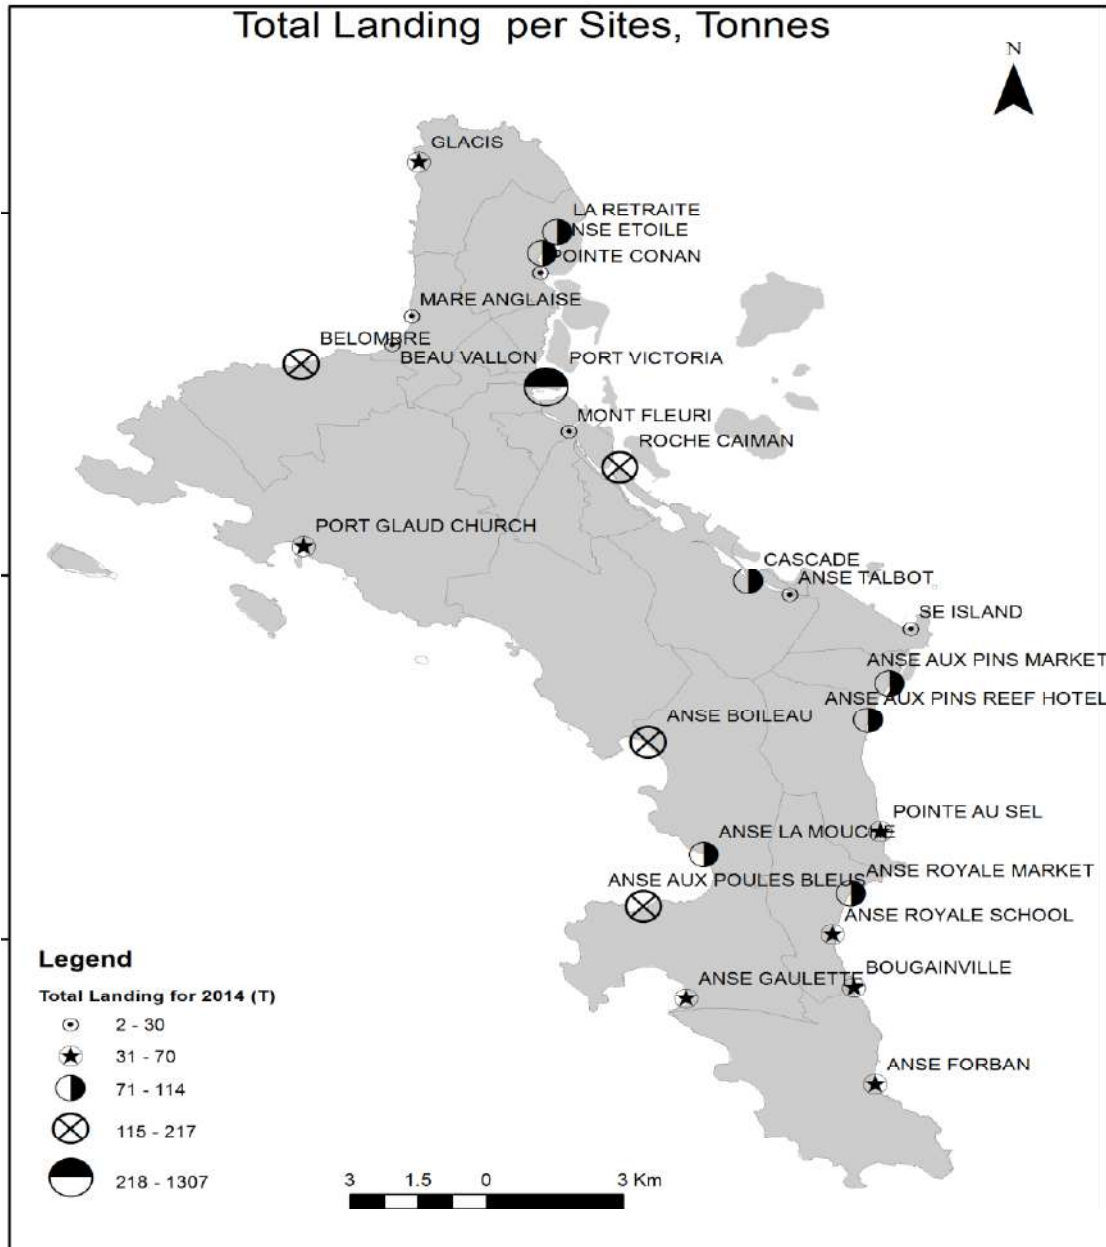 Total Landing per Sites, Tonnes
N
GLACIS
LA RETRAITE
NSE ETOILE
POINTE CONAN
MARE ANGLAISE
BELOMBRE
BEAU VALLON
PORT VICTORIA
MONT FLEURI
ROCHE CAIMAN
PORT GLAUD CHURCH
CASCADE
ANSE TALBOT
SE ISLAND
ANSE AUX PINS MARKET
ANSE AUX PINS REEF HOTEL
ANSE BOILEAU
POINTE AU SEL
ANSE LA MOUCHE
ANSE ROYALE MARKET
ANSE AUX POULES BLEUS
ANSE ROYALE SCHOOL
BOUGAINVILLE
ANSE GAULETTE
ANSE FORBAN
Legend
Total Landing for 2014 (T)
2 - 30
31 - 70
71 - 114
115 - 217
218 - 1307
3 1.5 0 3 Km